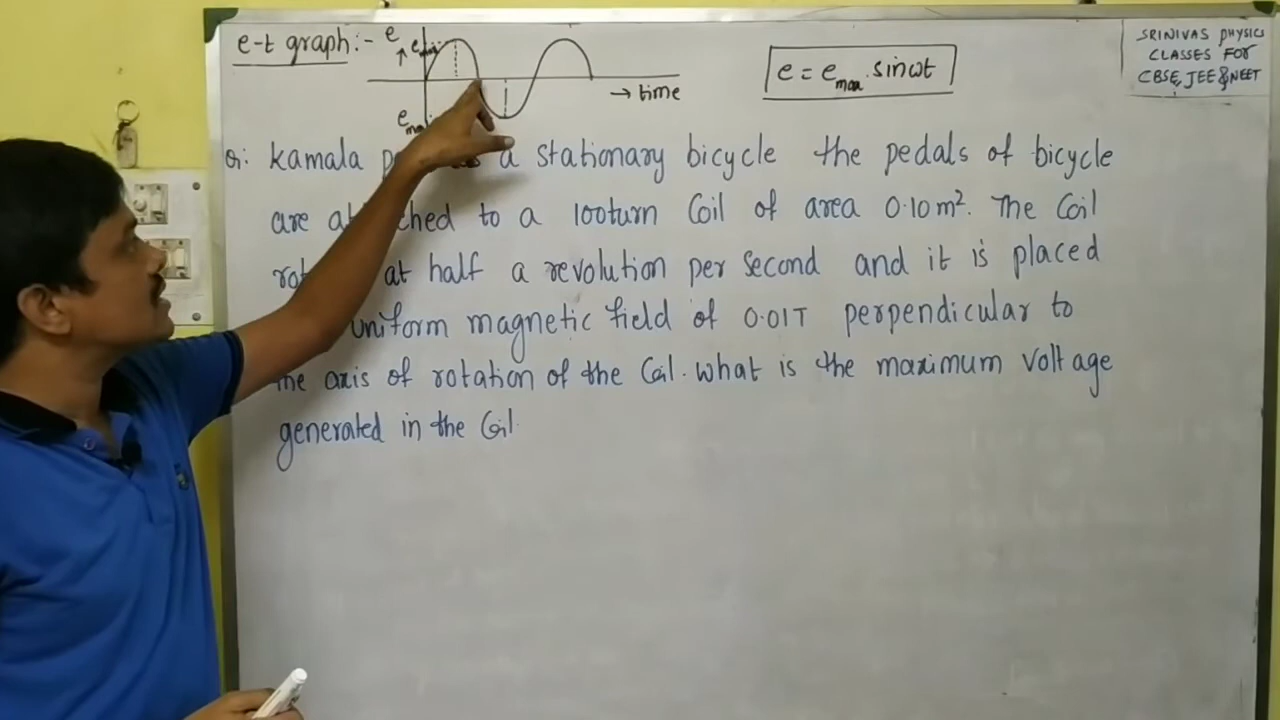 e-t graph:-
e
→ time
e = e max sinωt
SRINIVAS PHYSICS
CLASSES FOR
CBSE, JEE & NEET
Q: Kamala a stationary bicycle the pedals of bicycle
are to a 100turn Coil of area 0.10m². The Coil
at half a revolution per second and it is placed
uniform magnetic field of 0.01T perpendicular to
axis of rotation of the Coil. what is the maximum voltage
generated in the Coil.